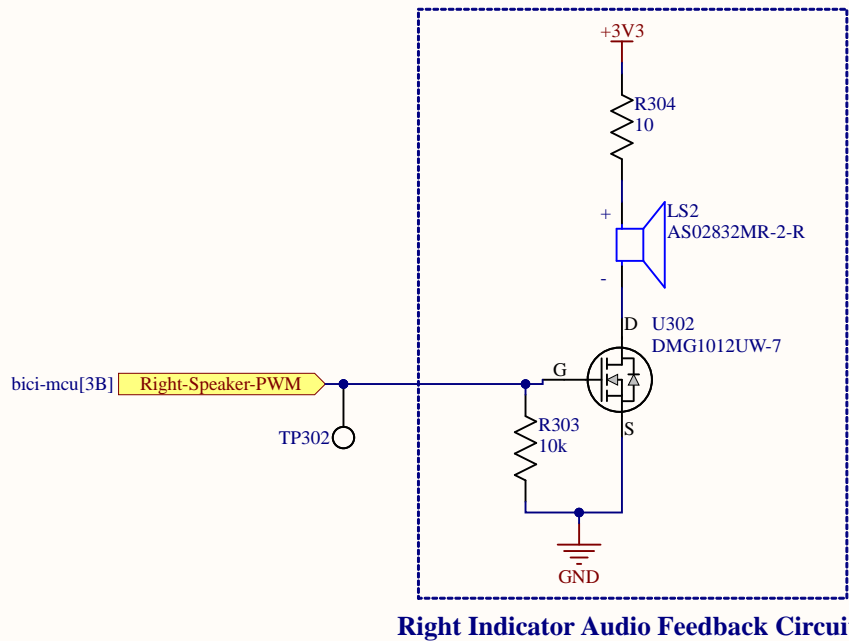 +3V3
R304
10
+
LS2
AS02832MR-2-R
-
D
U302
DMG1012UW-7
G
bici-mcu[3B]
Right-Speaker-PWM
S
R303
10k
TP302
GND
Right Indicator Audio Feedback Circui